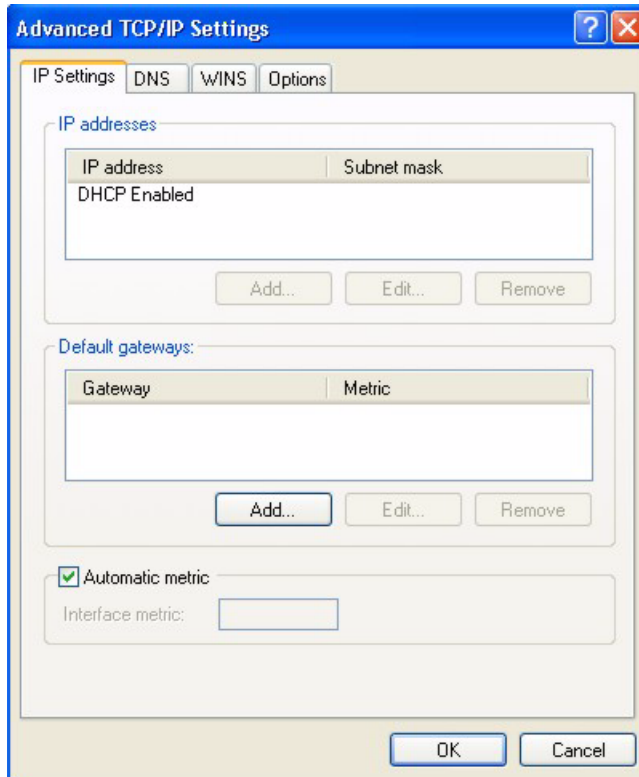 Advanced TCP/IP Settings
IP Settings DNS WINS Options
IP addresses
IP address Subnet mask
DHCP Enabled
Add... Edit... Remove
Default gateways:
Gateway Metric
Add... Edit... Remove
Automatic metric
Interface metric:
OK Cancel